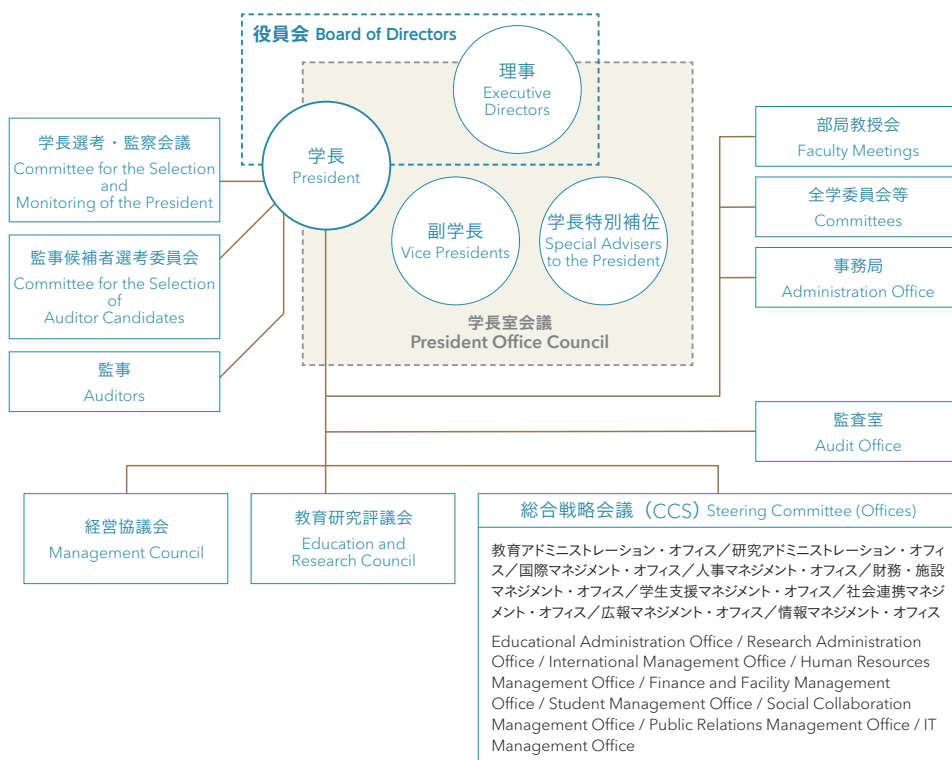 役員会 Board of Directors
理事
Executive
Directors
学長
President
副学長
Vice Presidents
学長特別補佐
Special Advisers
to the President
学長室会議
President Office Council
学長選考・監察会議
Committee for the Selection
and
Monitoring of the President
監事候補者選考委員会
Committee for the Selection
of
Auditor Candidates
監事
Auditors
部局教授会
Faculty Meetings
全学委員会等
Committees
事務局
Administration Office
監査室
Audit Office
経営協議会
Management Council
教育研究評議会
Education and
Research Council
総合戦略会議（CCS）Steering Committee (Offices)
教育アドミニストレーション・オフィス／研究アドミニストレーション・オフィ
ス／国際マネジメント・オフィス／人事マネジメント・オフィス／財務・施設
マネジメント・オフィス／学生支援マネジメント・オフィス／社会連携マネジ
メント・オフィス／広報マネジメント・オフィス／情報マネジメント・オフィス
Educational Administration Office / Research Administration
Office / International Management Office / Human Resources
Management Office / Finance and Facility Management
Office / Student Management Office / Social Collaboration
Management Office / Public Relations Management Office / IT
Management Office